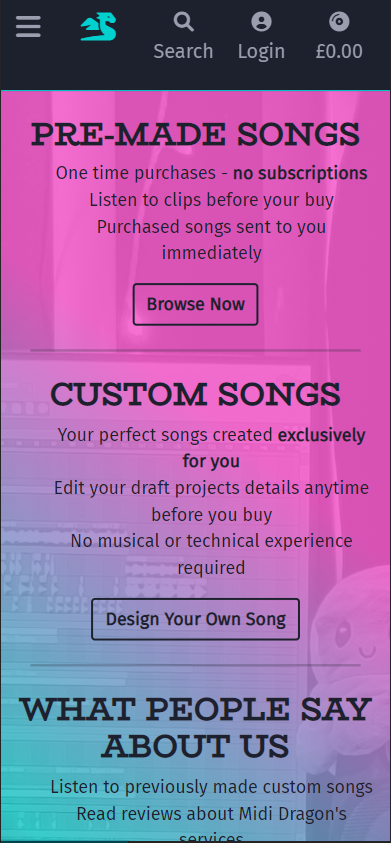 Search Login £0.00
PRE-MADE SONGS
One time purchases - no subscriptions
Listen to clips before your buy
Purchased songs sent to you
immediately
Browse Now
CUSTOM SONGS
Your perfect songs created exclusively
for you
Edit your draft projects details anytime
before you buy
No musical or technical experience
required
Design Your Own Song
WHAT PEOPLE SAY
ABOUT US
Listen to previously made custom songs
Read reviews about Midi Dragon's
services